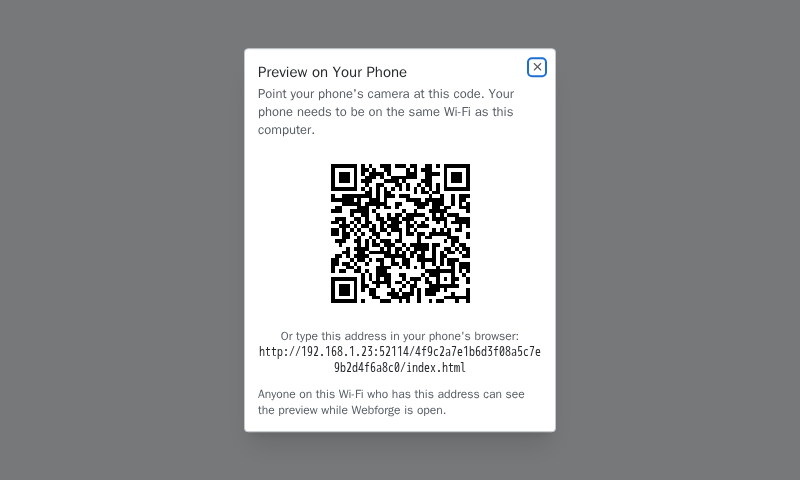 Preview on Your Phone
Point your phone's camera at this code. Your
phone needs to be on the same Wi-Fi as this
computer.
Or type this address in your phone's browser:
http://192.168.1.23:52114/4f9c2a7e1b6d3f08a5c7e
9b2d4f6a8c0/index.html
Anyone on this Wi-Fi who has this address can see
the preview while Webforge is open.